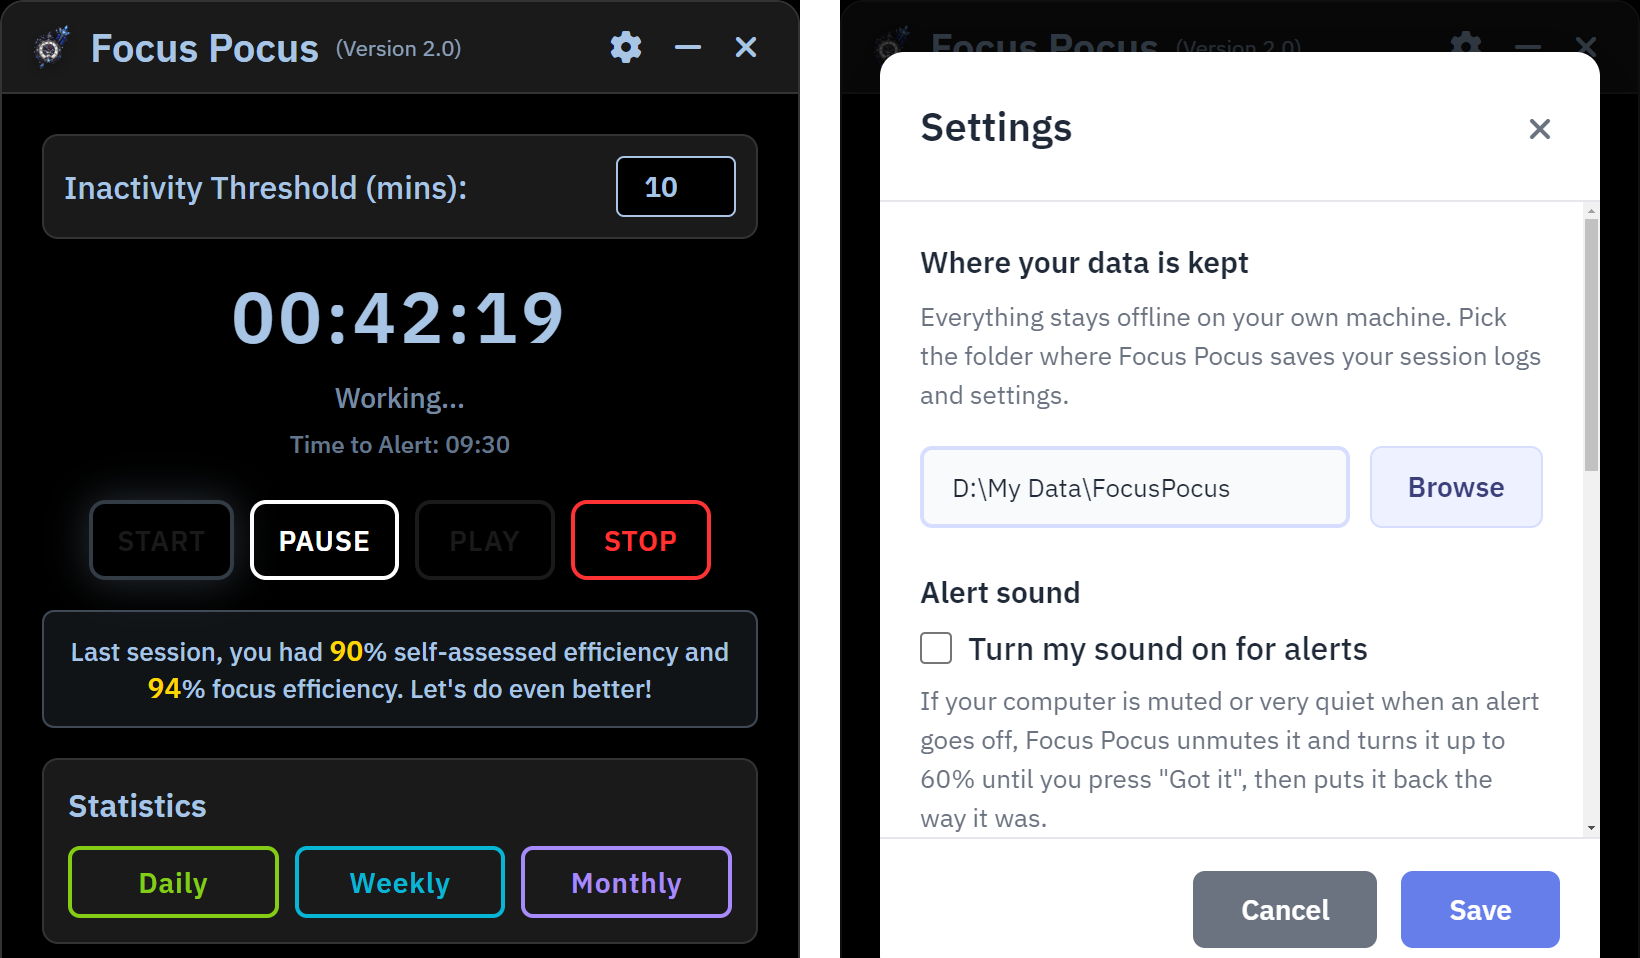 Focus Pocus (Version 2.0)
Inactivity Threshold (mins): 10
00:42:19
Working...
Time to Alert: 09:30
START PAUSE PLAY STOP
Last session, you had 90% self-assessed efficiency and
94% focus efficiency. Let's do even better!
Statistics
Daily Weekly Monthly
Focus Pocus (Version 2.0)
Settings
Where your data is kept
Everything stays offline on your own machine. Pick
the folder where Focus Pocus saves your session logs
and settings.
D:\My Data\FocusPocus Browse
Alert sound
Turn my sound on for alerts
If your computer is muted or very quiet when an alert
goes off, Focus Pocus unmutes it and turns it up to
60% until you press "Got it", then puts it back the
way it was.
Cancel Save